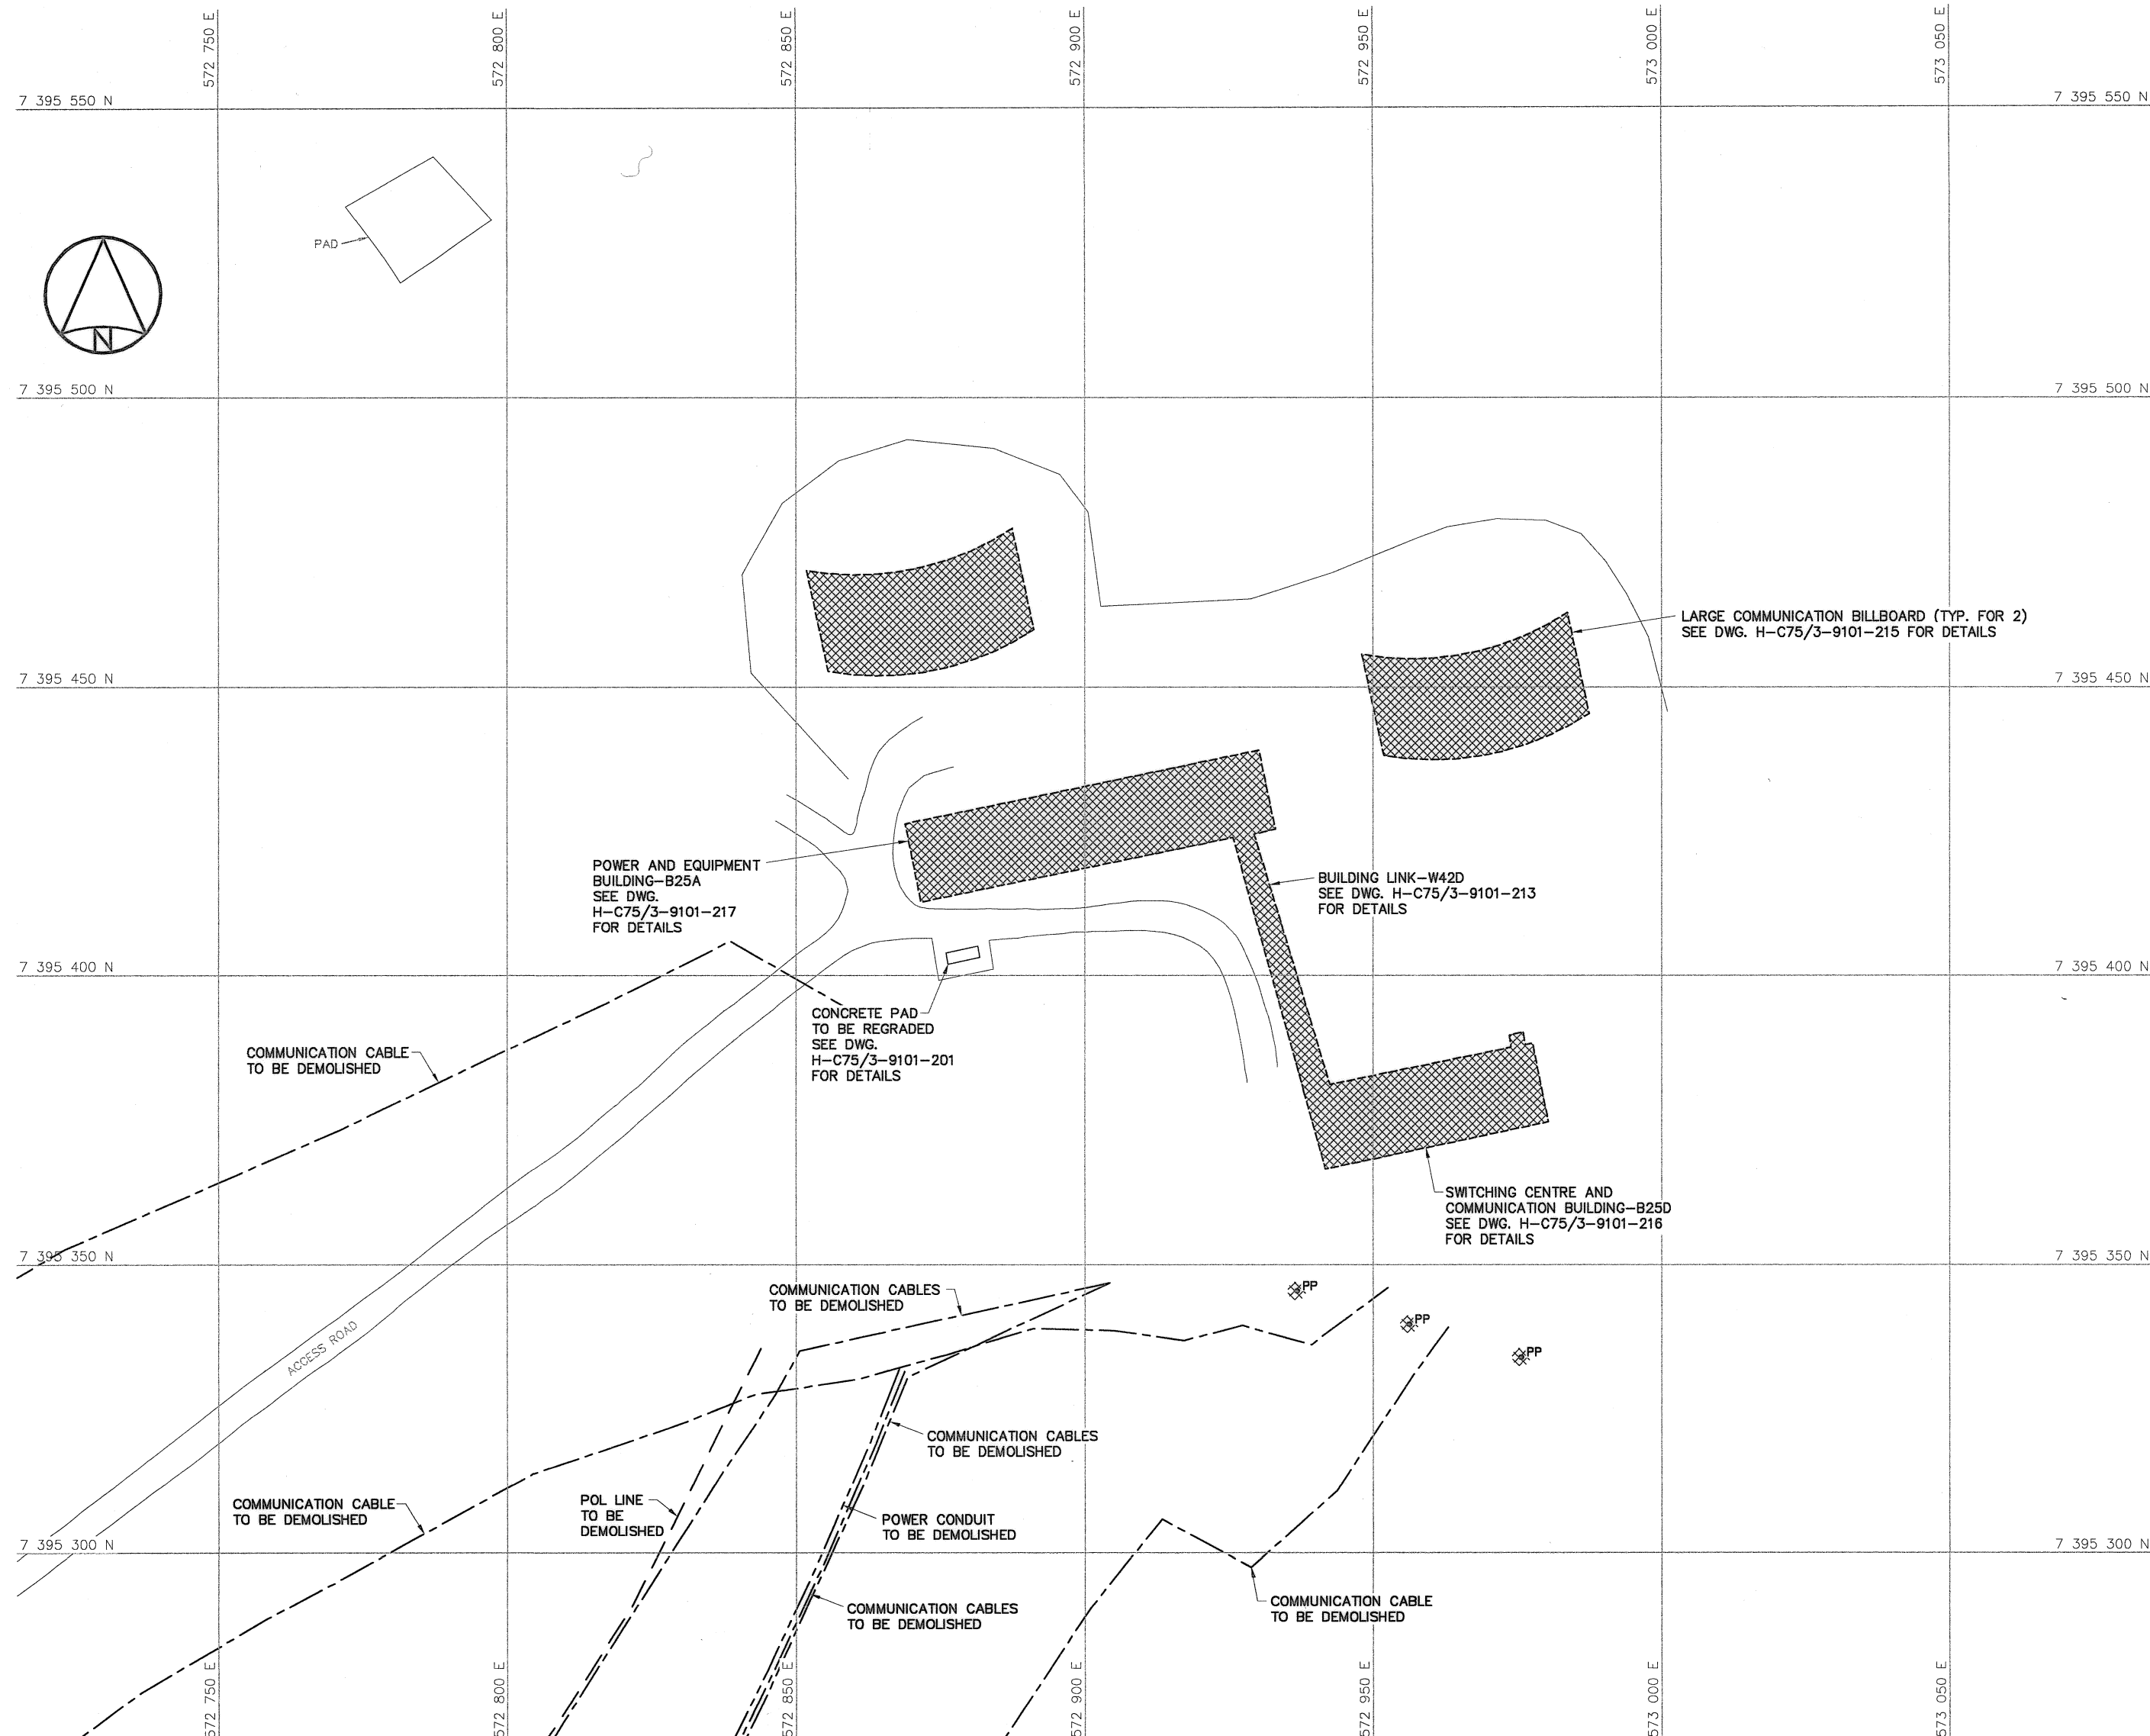 572 750 E
572 800 E
572 850 E
572 900 E
572 950 E
573 000 E
573 050 E
7 395 550 N
7 395 550 N
PAD
N
7 395 500 N
7 395 500 N
LARGE COMMUNICATION BILLBOARD (TYP. FOR 2)
SEE DWG. H-C75/3-9101-215 FOR DETAILS
7 395 450 N
7 395 450 N
POWER AND EQUIPMENT
BUILDING-B25A
SEE DWG.
H-C75/3-9101-217
FOR DETAILS
BUILDING LINK-W42D
SEE DWG. H-C75/3-9101-213
FOR DETAILS
7 395 400 N
7 395 400 N
CONCRETE PAD
TO BE REGRADED
SEE DWG.
H-C75/3-9101-201
FOR DETAILS
COMMUNICATION CABLE
TO BE DEMOLISHED
SWITCHING CENTRE AND
COMMUNICATION BUILDING-B25D
SEE DWG. H-C75/3-9101-216
FOR DETAILS
7 395 350 N
7 395 350 N
COMMUNICATION CABLES
TO BE DEMOLISHED
PP
PP
PP
ACCESS ROAD
COMMUNICATION CABLES
TO BE DEMOLISHED
COMMUNICATION CABLE
TO BE DEMOLISHED
POL LINE
TO BE
DEMOLISHED
POWER CONDUIT
TO BE DEMOLISHED
7 395 300 N
7 395 300 N
COMMUNICATION CABLES
TO BE DEMOLISHED
COMMUNICATION CABLE
TO BE DEMOLISHED
572 750 E
572 800 E
572 850 E
572 900 E
572 950 E
573 000 E
573 050 E